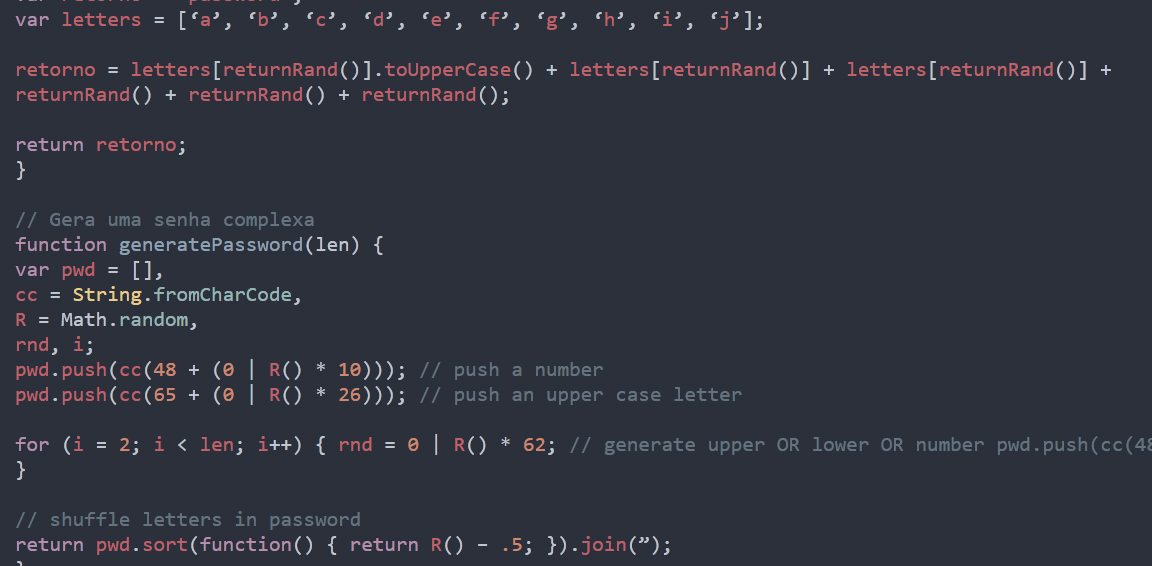 var letters = [‘a’, ‘b’, ‘c’, ‘d’, ‘e’, ‘f’, ‘g’, ‘h’, ‘i’, ‘j’];
retorno = letters[returnRand()].toUpperCase() + letters[returnRand()] + letters[returnRand()] +
returnRand() + returnRand() + returnRand();
return retorno;
}
// Gera uma senha complexa
function generatePassword(len) {
var pwd = [],
cc = String.fromCharCode,
R = Math.random,
rnd, i;
pwd.push(cc(48 + (0 | R() * 10))); // push a number
pwd.push(cc(65 + (0 | R() * 26))); // push an upper case letter
for (i = 2; i < len; i++) { rnd = 0 | R() * 62; // generate upper OR lower OR number pwd.push(cc(48
}
// shuffle letters in password
return pwd.sort(function() { return R() – .5; }).join(”);